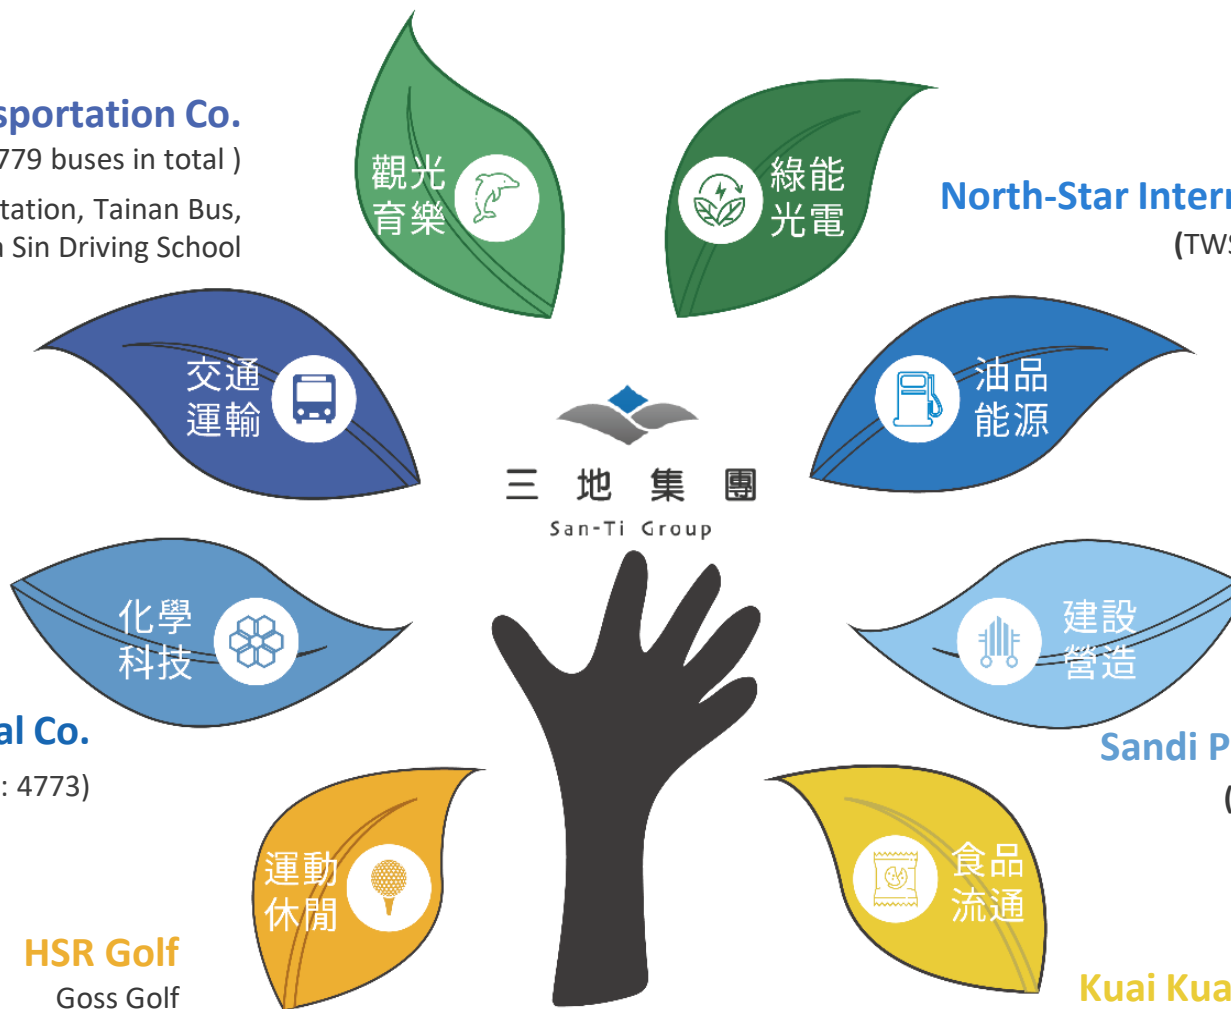 sportation Co.
779 buses in total )
tation, Tainan Bus,
Sin Driving School
觀光
育樂
綠能
光電
North-Star Intern
(TWS
交通
運輸
油品
能源
三地集團
San-Ti Group
化學
科技
建設
營造
al Co.
: 4773)
Sandi P
(
運動
休閒
食品
流通
HSR Golf
Goss Golf
Kuai Kua